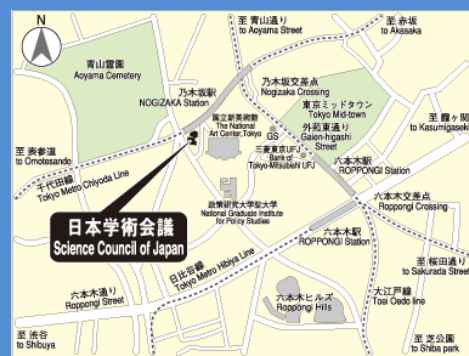 至 青山通り
to Aoyama Street
至 赤坂
to Akasaka
青山霊園
Aoyama Cemetery
乃木坂駅
NOGIZAKA Station
乃木坂交差点
Nogizaka Crossing
東京ミッドタウン
Tokyo Mid-town
国立新美術館
The National
Art Center,Tokyo
GS
外苑東通り
Gaien-higashi
Street
至 霞ヶ関
to Kasumigaseki
至 表参道
to Omotesando
三菱東京UFJ
Bank of
Tokyo-Mitsubishi UFJ
六本木駅
ROPPONGI Station
千代田線
Tokyo Metro Chiyoda Line
政策研究大学院大学
National Graduate Institute
for Policy Studies
六本木交差点
Roppongi Crossing
日本学術会議
Science Council of Japan
六本木駅
ROPPONGI Station
至 桜田通り
to Sakurada Street
日比谷線
Tokyo Metro Hibiya Line
六本木通り
Roppongi Street
六本木ヒルズ
Roppongi Hills
大江戸線
Toei Oedo line
至 渋谷
to Shibuya
至 芝公園
to Shiba park
N